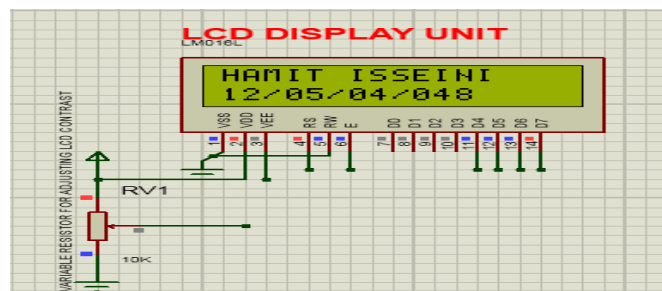 LCD DISPLAY UNIT
LM016L
HAMIT ISSEINI
12/05/04/048
VSS VDD VEE RS RW E D0 D1 D2 D3 D4 D5 D6 D7
1 2 3 4 5 6 7 8 9 10 11 12 13 14
VARIABLE RESISTOR FOR ADJUSTING LCD CONTRAST
RV1
10K